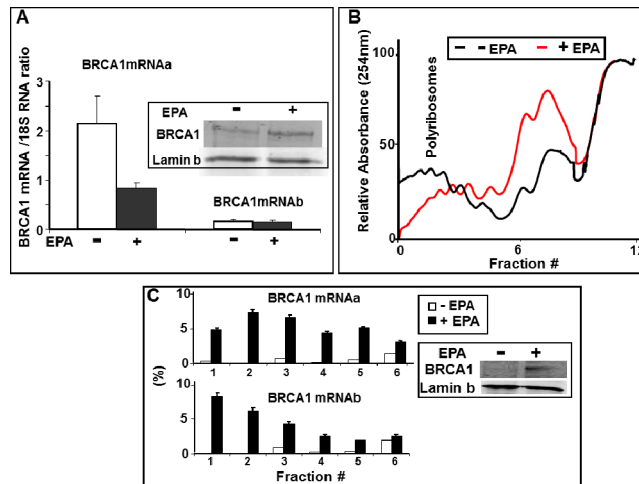 A
BRCA1mRNAa
BRCA1 mRNA /18S RNA ratio
3
2
1
0
EPA - +
BRCA1
Lamin b
BRCA1mRNAb
EPA - + - +
B
- EPA + EPA
Relative Absorbance (254nm)
100
50
0
Polyribosomes
0 6 12
Fraction #
C
BRCA1 mRNAa
10
5
0
1 2 3 4 5 6
(%)
BRCA1 mRNAb
10
5
0
1 2 3 4 5 6
Fraction #
- EPA
+ EPA
EPA - +
BRCA1
Lamin b